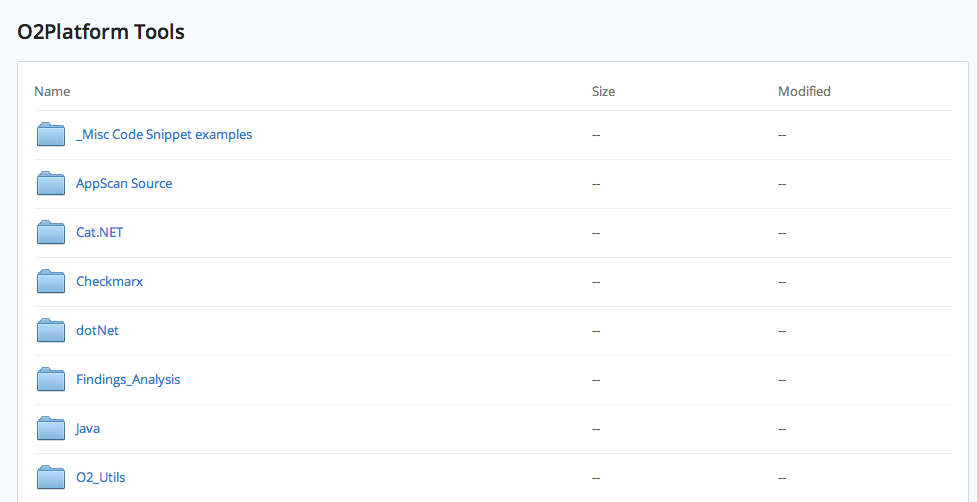 O2Platform Tools
Name Size Modified
_Misc Code Snippet examples -- --
AppScan Source -- --
Cat.NET -- --
Checkmarx -- --
dotNet -- --
Findings_Analysis -- --
Java -- --
O2_Utils -- --